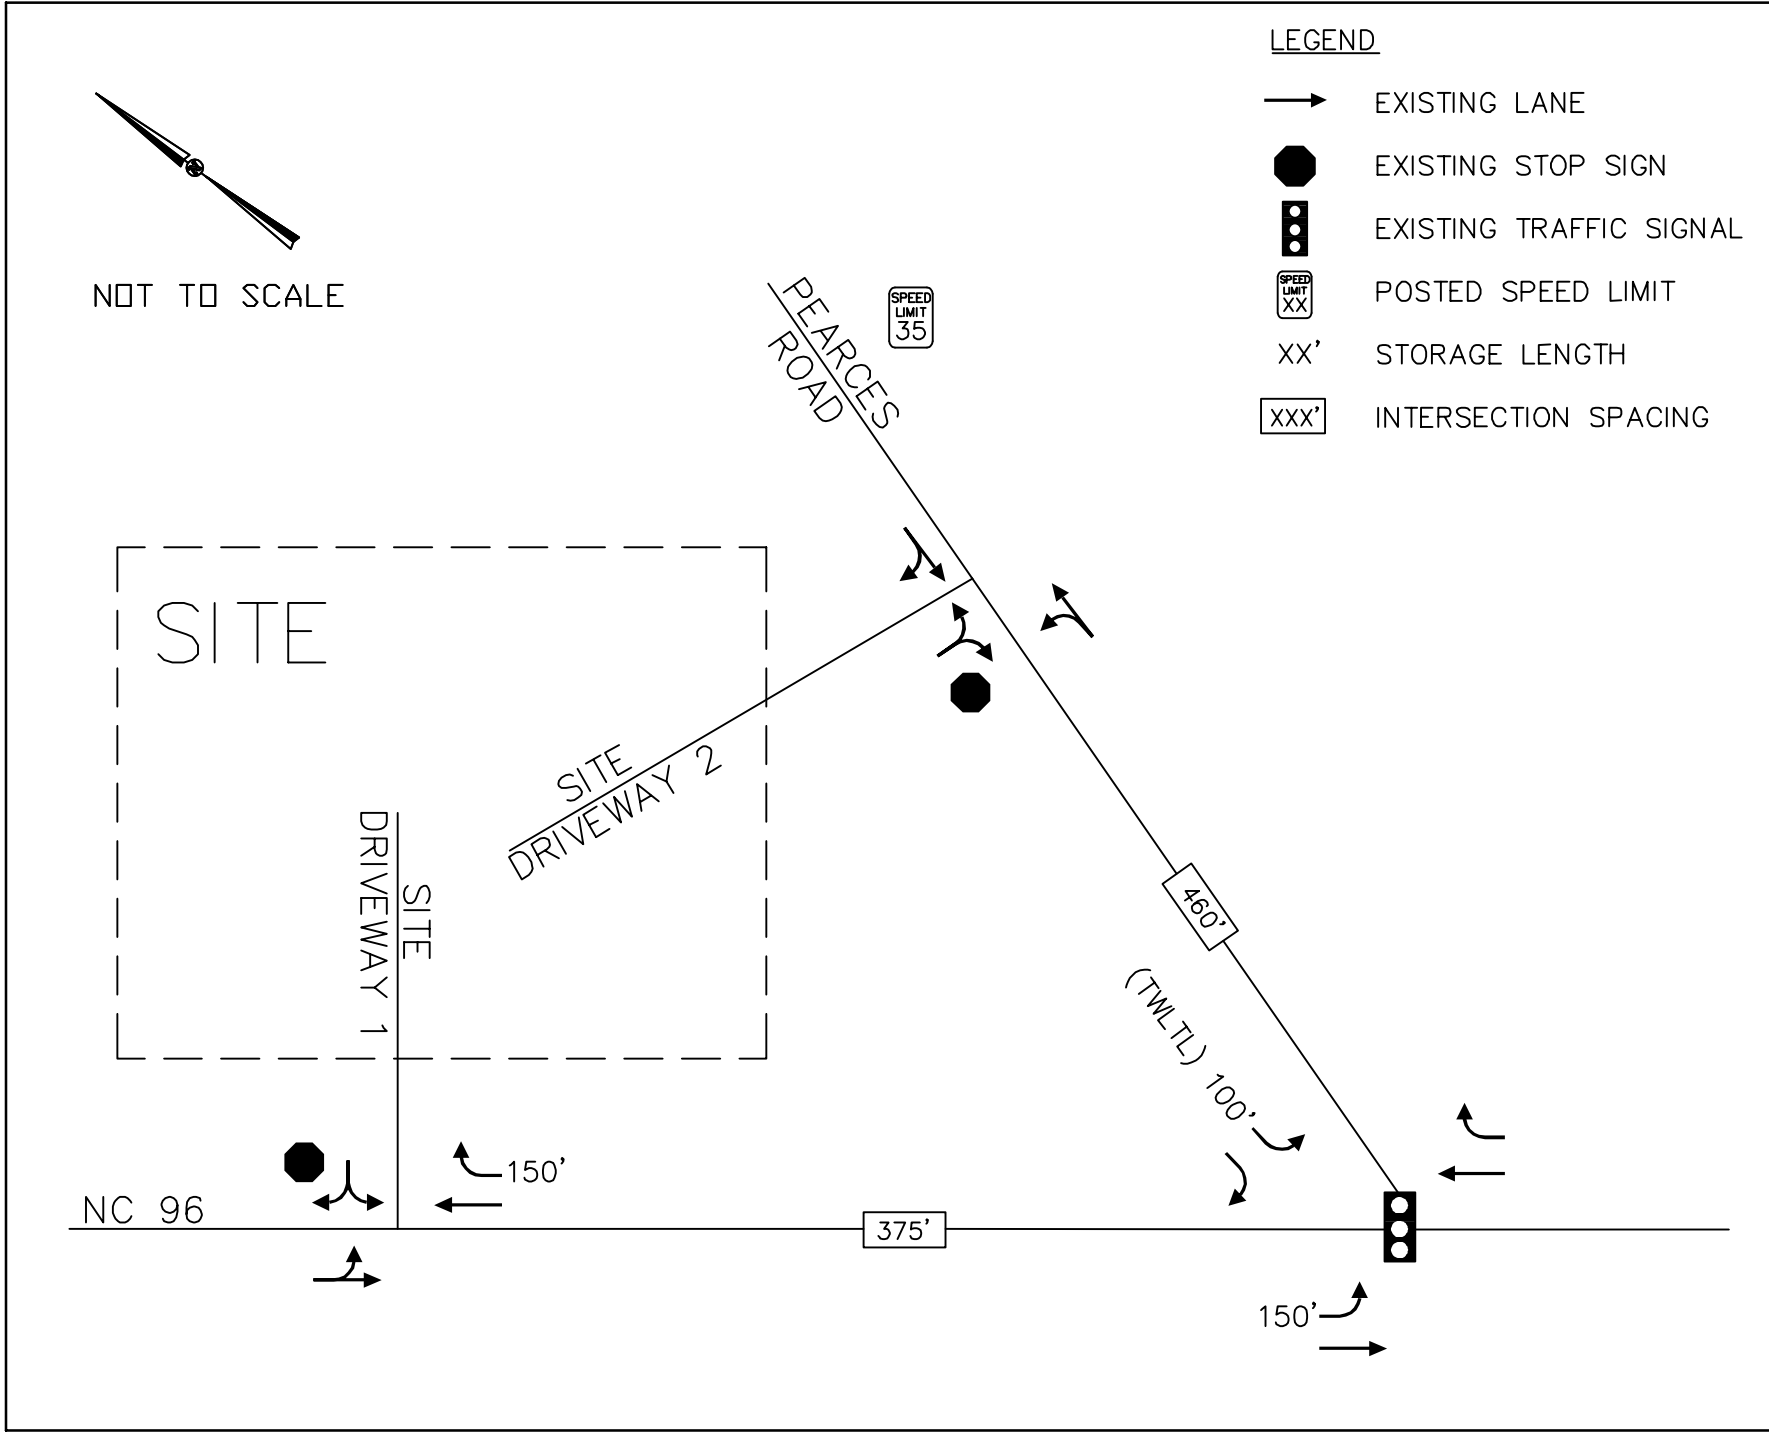 LEGEND
EXISTING LANE
EXISTING STOP SIGN
EXISTING TRAFFIC SIGNAL
SPEED
LIMIT
XX
POSTED SPEED LIMIT
XX' STORAGE LENGTH
XXX' INTERSECTION SPACING
N
NOT TO SCALE
PEARCES
ROAD
SPEED
LIMIT
35
SITE
SITE
DRIVEWAY 2
SITE
DRIVEWAY 1
460'
(TWLTL) 100'
150'
NC 96
375'
150'